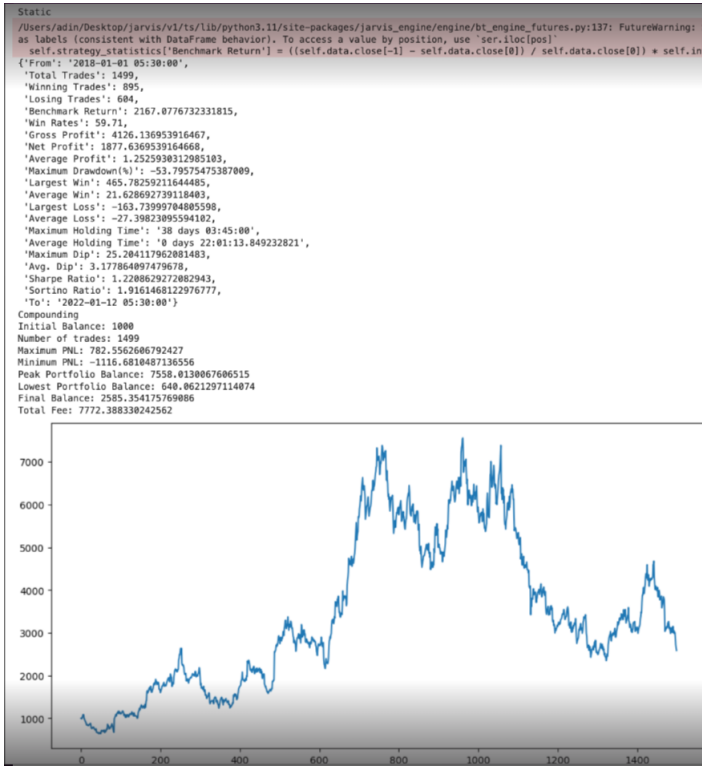 Static
/Users/adin/Desktop/jarvis/v1/ts/lib/python3.11/site-packages/jarvis_engine/engine/bt_engine_futures.py:137: FutureWarning:
as labels (consistent with DataFrame behavior). To access a value by position, use `ser.iloc[pos]`
self.strategy_statistics['Benchmark Return'] = ((self.data.close[-1] - self.data.close[0]) / self.data.close[0]) * self.in
{'From': '2018-01-01 05:30:00',
'Total Trades': 1499,
'Winning Trades': 895,
'Losing Trades': 604,
'Benchmark Return': 2167.0776732331815,
'Win Rates': 59.71,
'Gross Profit': 4126.136953916467,
'Net Profit': 1877.6369539164668,
'Average Profit': 1.2525930312985103,
'Maximum Drawdown(%)': -53.79575475387009,
'Largest Win': 465.78259211644485,
'Average Win': 21.628692739118403,
'Largest Loss': -163.73999704805598,
'Average Loss': -27.39823095594102,
'Maximum Holding Time': '38 days 03:45:00',
'Average Holding Time': '0 days 22:01:13.849232821',
'Maximum Dip': 25.204117962081483,
'Avg. Dip': 3.177864097479678,
'Sharpe Ratio': 1.2208629272082943,
'Sortino Ratio': 1.9161468122976777,
'To': '2022-01-12 05:30:00'}
Compounding
Initial Balance: 1000
Number of trades: 1499
Maximum PNL: 782.5562606792427
Minimum PNL: -1116.6810487136556
Peak Portfolio Balance: 7558.0130067606515
Lowest Portfolio Balance: 640.0621297114074
Final Balance: 2585.354175769086
Total Fee: 7772.388330242562
7000
6000
5000
4000
3000
2000
1000
0 200 400 600 800 1000 1200 1400